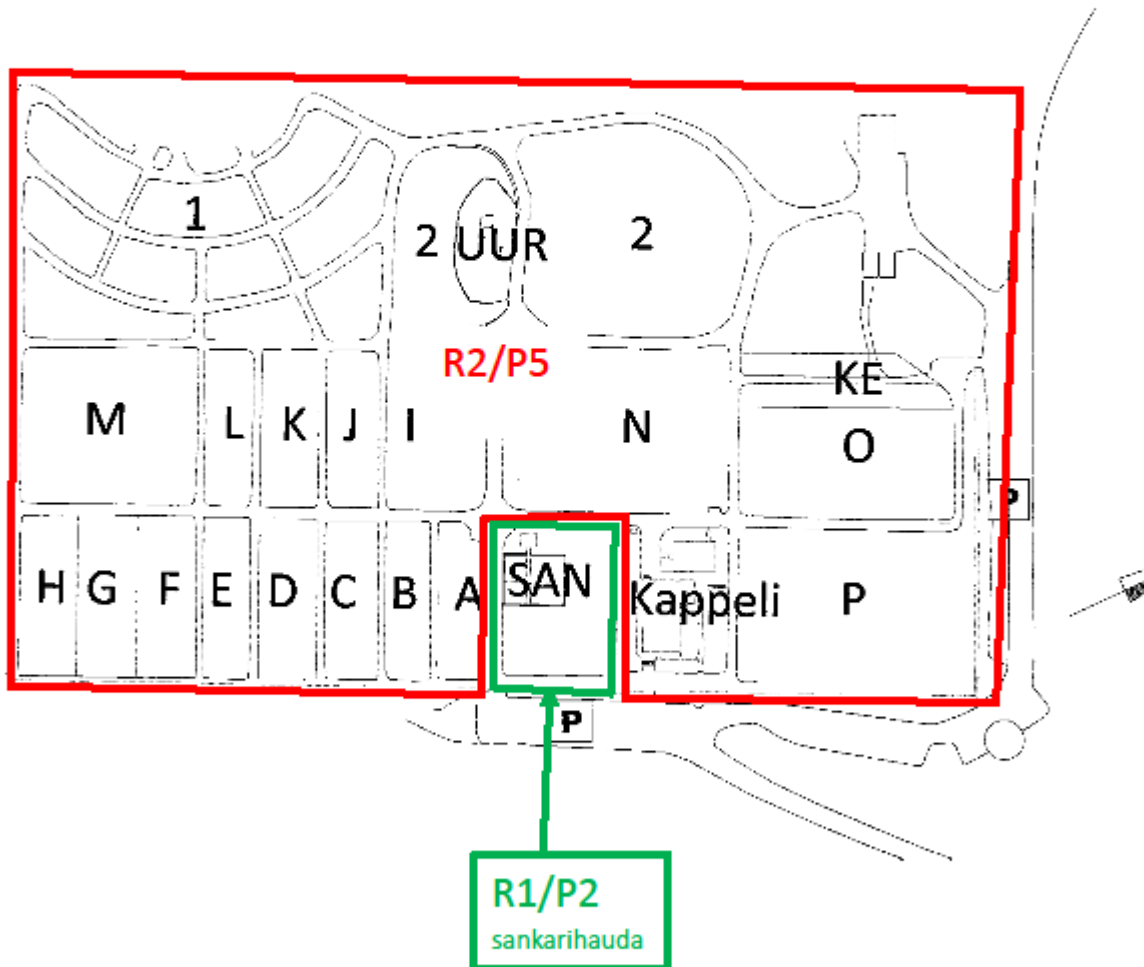 1
2 UUR
2
R2/P5
KE
M L K J I N O
P
H G F E D C B A SAN Kappeli P
P
R1/P2
sankarihauda